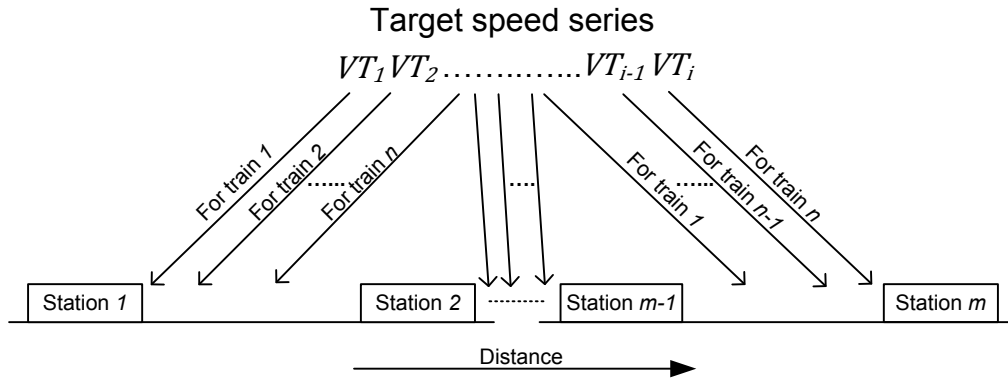 Target speed series
VT₁ VT₂ .............. VTᵢ₋₁ VTᵢ
For train 1
For train 2
For train n
For train 1
For train n-1
For train n
Station 1
Station 2
Station m-1
Station m
Distance